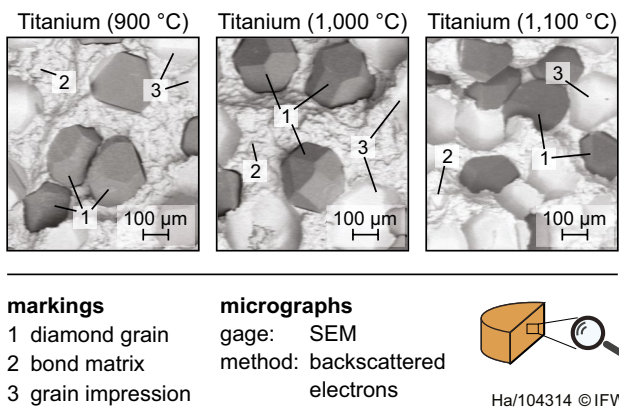 Titanium (900 °C) Titanium (1,000 °C) Titanium (1,100 °C)
2 3 1 100 µm
1 2 3 100 µm
3 2 1 100 µm
markings
1 diamond grain
2 bond matrix
3 grain impression
micrographs
gage: SEM
method: backscattered
electrons
Ha/104314 © IFW